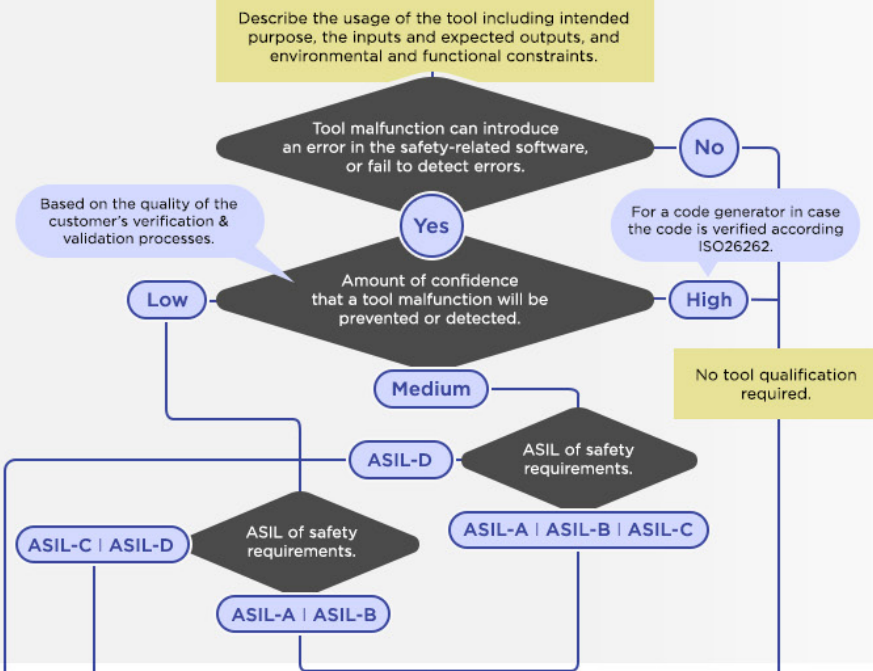 Describe the usage of the tool including intended
purpose, the inputs and expected outputs, and
environmental and functional constraints.
Tool malfunction can introduce
an error in the safety-related software,
or fail to detect errors.
No
Based on the quality of the
customer's verification &
validation processes.
Yes
For a code generator in case
the code is verified according
ISO26262.
Low
Amount of confidence
that a tool malfunction will be
prevented or detected.
High
No tool qualification
required.
Medium
ASIL-D
ASIL of safety
requirements.
ASIL-A | ASIL-B | ASIL-C
ASIL-C | ASIL-D
ASIL of safety
requirements.
ASIL-A | ASIL-B